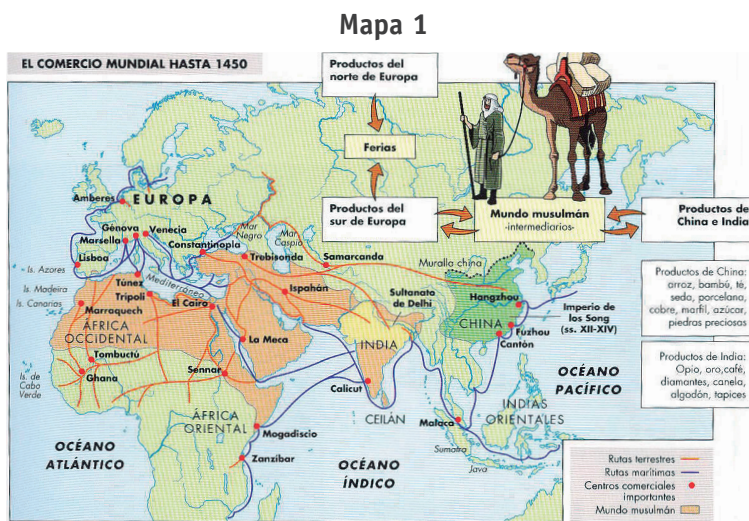 Mapa 1
EL COMERCIO MUNDIAL HASTA 1450
Productos del
norte de Europa
Ferias
Productos del
sur de Europa
Mundo musulmán
-intermediarios-
Productos de
China e India
Productos de China:
arroz, bambú, té,
seda, porcelana,
cobre, marfil, azúcar,
piedras preciosas
Productos de India:
Opio, oro, café,
diamantes, canela,
algodón, tapices
EUROPA
Amberes
Génova
Venecia
Marsella
Lisboa
Constantinopla
Mar
Negro
Mar
Caspio
Trebisonda
Samarcanda
Muralla china
Is. Azores
Is. Madeira
Is. Canarias
Túnez
Trípoli
Mediterráneo
El Cairo
Marraquech
Ispahán
Sultanato
de Delhi
Hangzhou
Imperio de
los Song
(ss. XII-XIV)
CHINA
Fuzhou
Cantón
ÁFRICA
OCCIDENTAL
La Meca
INDIA
Tombuctú
Ghana
Is. de
Cabo
Verde
Sennar
Calicut
CEILÁN
OCÉANO
PACÍFICO
ÁFRICA
ORIENTAL
Mogadiscio
Zanzíbar
Malaca
Sumatra
Java
INDIAS
ORIENTALES
OCÉANO
ATLÁNTICO
OCÉANO
ÍNDICO
Rutas terrestres
Rutas marítimas
Centros comerciales
importantes
Mundo musulmán